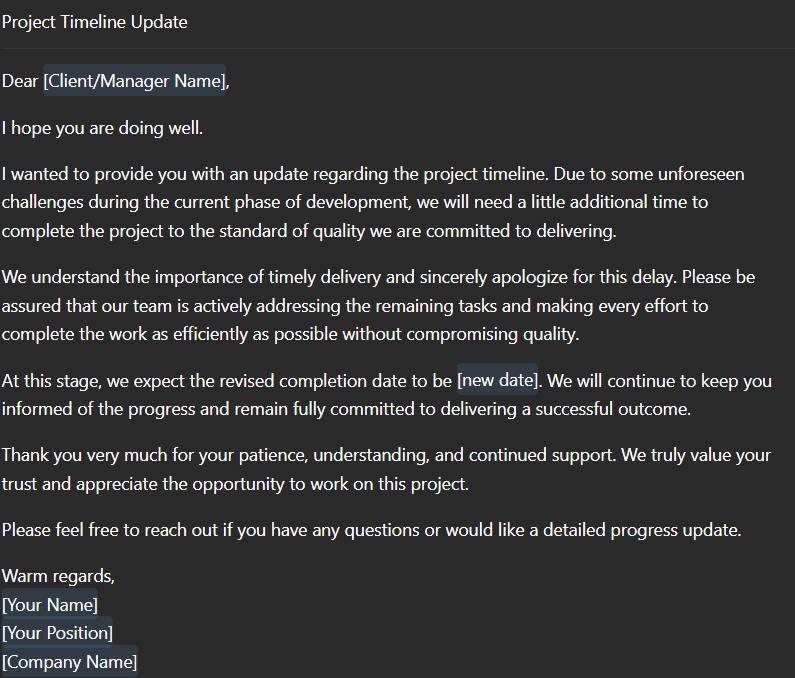 Project Timeline Update
Dear [Client/Manager Name],
I hope you are doing well.
I wanted to provide you with an update regarding the project timeline. Due to some unforeseen
challenges during the current phase of development, we will need a little additional time to
complete the project to the standard of quality we are committed to delivering.
We understand the importance of timely delivery and sincerely apologize for this delay. Please be
assured that our team is actively addressing the remaining tasks and making every effort to
complete the work as efficiently as possible without compromising quality.
At this stage, we expect the revised completion date to be [new date]. We will continue to keep you
informed of the progress and remain fully committed to delivering a successful outcome.
Thank you very much for your patience, understanding, and continued support. We truly value your
trust and appreciate the opportunity to work on this project.
Please feel free to reach out if you have any questions or would like a detailed progress update.
Warm regards,
[Your Name]
[Your Position]
[Company Name]